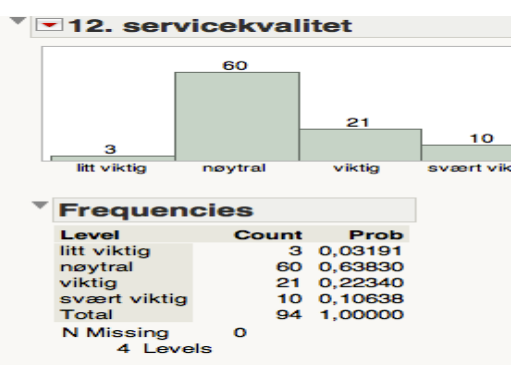 12. servicekvalitet
60
21
10
3
litt viktig nøytral viktig svært vik
Frequencies
Level Count Prob
litt viktig 3 0,03191
nøytral 60 0,63830
viktig 21 0,22340
svært viktig 10 0,10638
Total 94 1,00000
N Missing 0
4 Levels